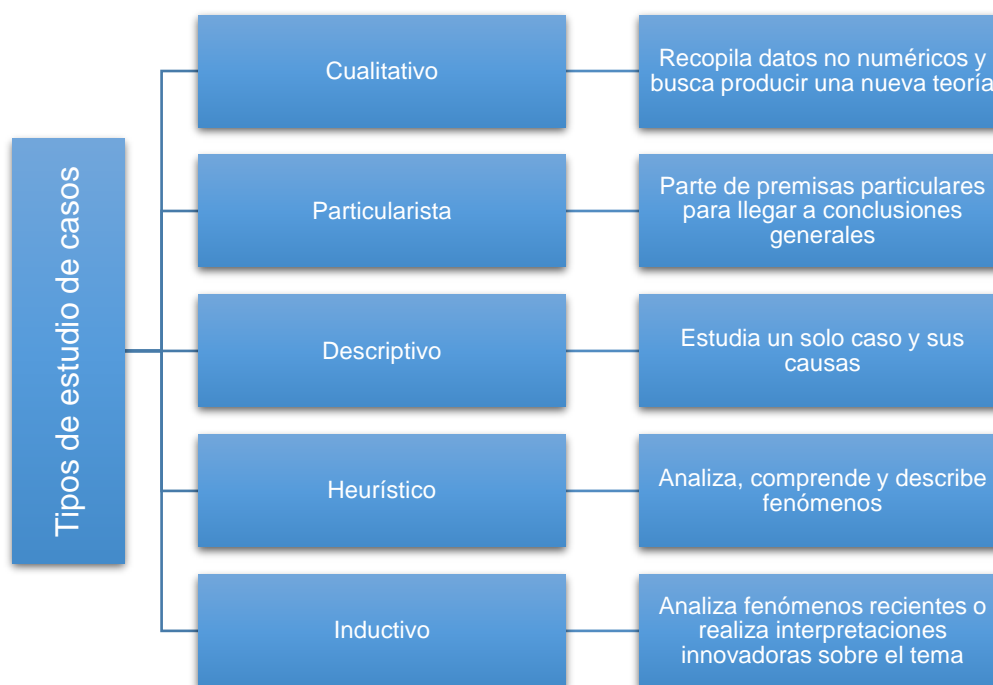 Tipos de estudio de casos
Cualitativo
Recopila datos no numéricos y
busca producir una nueva teoría
Particularista
Parte de premisas particulares
para llegar a conclusiones
generales
Descriptivo
Estudia un solo caso y sus
causas
Heurístico
Analiza, comprende y describe
fenómenos
Inductivo
Analiza fenómenos recientes o
realiza interpretaciones
innovadoras sobre el tema